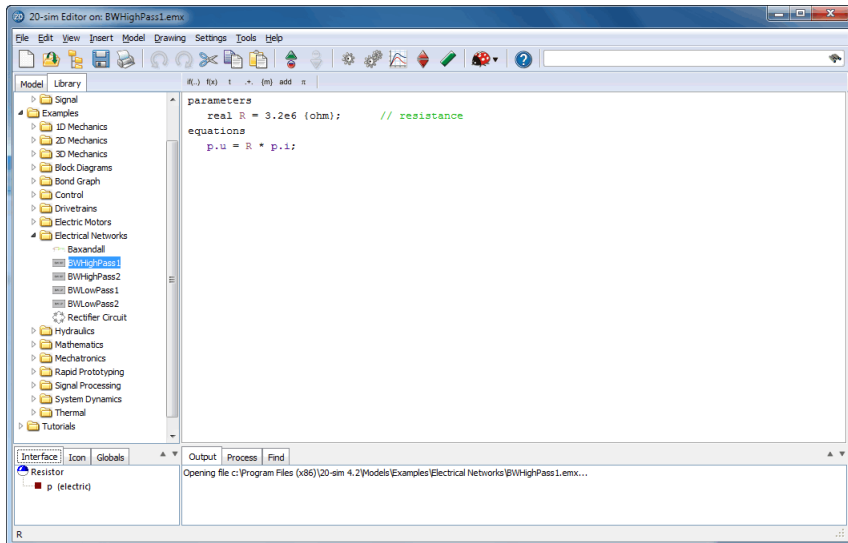 20-sim Editor on: BWHighPass1.emx
File Edit View Insert Model Drawing Settings Tools Help
Model Library
if(..) f(x) t .+. {m} add π
Signal
Examples
1D Mechanics
2D Mechanics
3D Mechanics
Block Diagrams
Bond Graph
Control
Drivetrains
Electric Motors
Electrical Networks
Baxandall
BWHighPass1
BWHighPass2
BWLowPass1
BWLowPass2
Rectifier Circuit
Hydraulics
Mathematics
Mechatronics
Rapid Prototyping
Signal Processing
System Dynamics
Thermal
Tutorials
parameters
real R = 3.2e6 {ohm}; // resistance
equations
p.u = R * p.i;
Interface Icon Globals
Resistor
p (electric)
Output Process Find
Opening file c:\Program Files (x86)\20-sim 4.2\Models\Examples\Electrical Networks\BWHighPass1.emx...
R